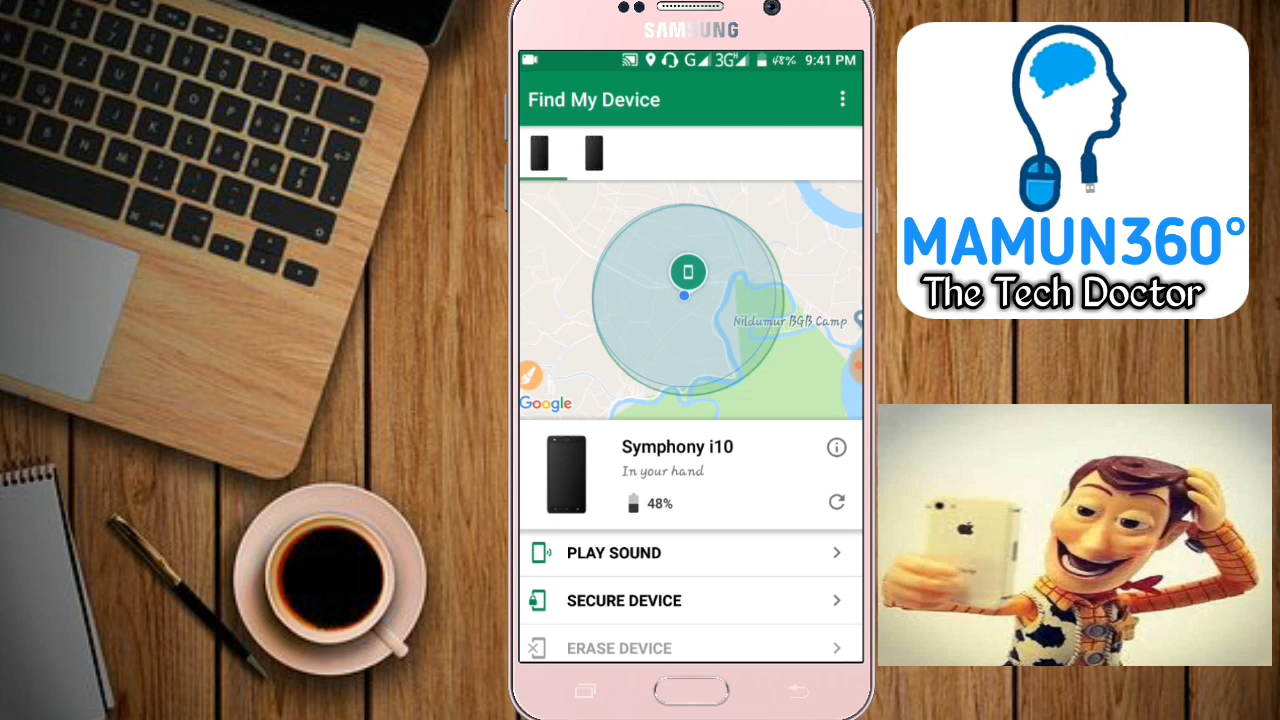 SAMSUNG
G 3G H 48% 9:41 PM
Find My Device
Nildumur BGB Camp
Google
Symphony i10
In your hand
48%
PLAY SOUND
SECURE DEVICE
ERASE DEVICE
MAMUN360°
The Tech Doctor